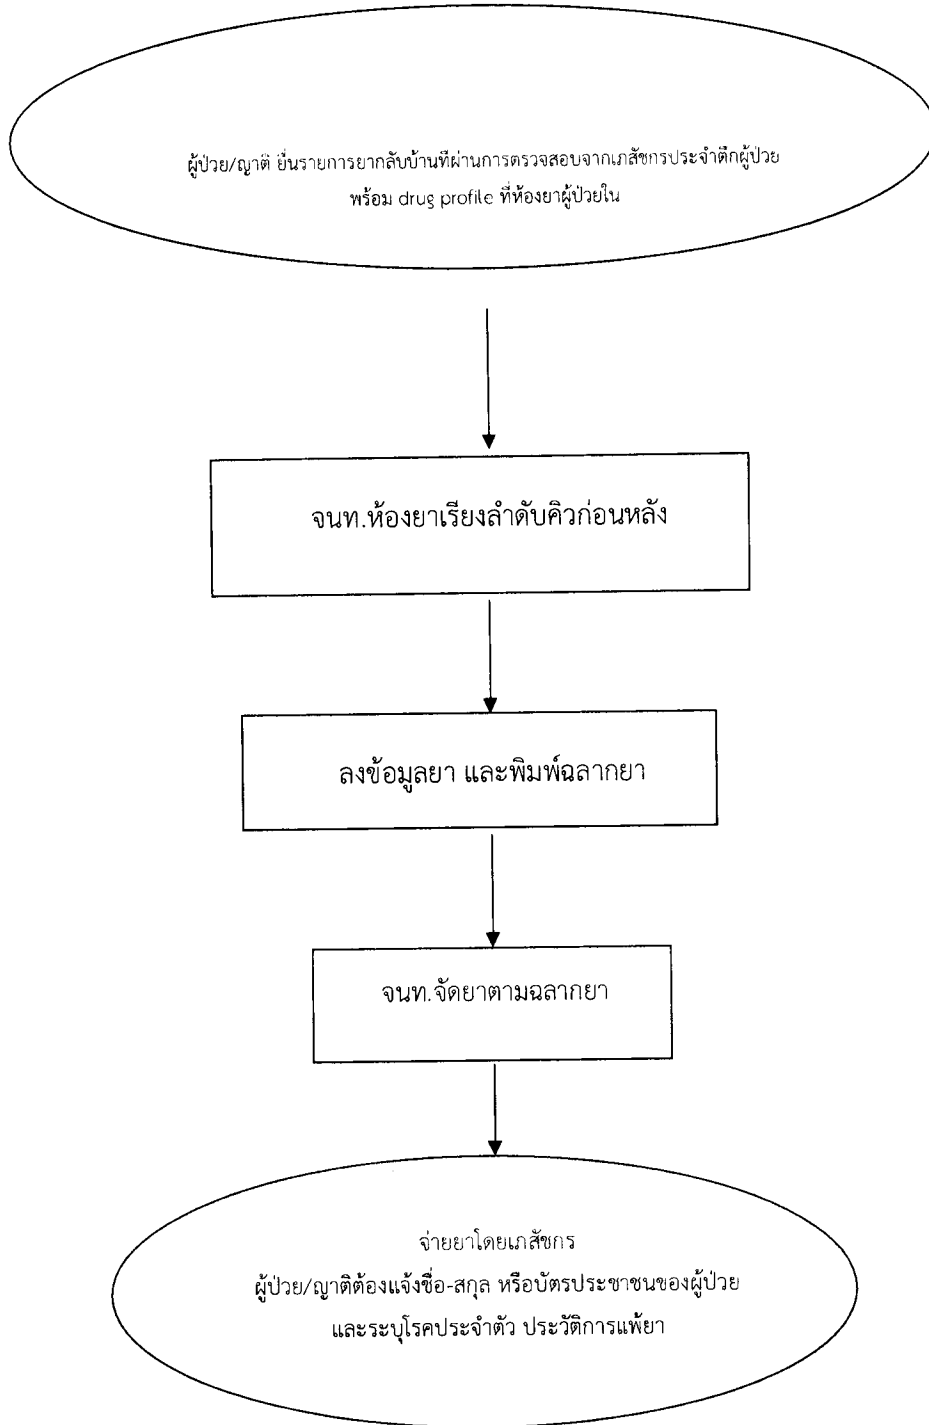 ผู้ป่วย/ญาติ ยื่นรายการยากลับบ้านที่ผ่านการตรวจสอบจากเภสัชกรประจำตึกผู้ป่วย
พร้อม drug profile ที่ห้องยาผู้ป่วยใน
จนท.ห้องยาเรียงลำดับคิวก่อนหลัง
ลงข้อมูลยา และพิมพ์ฉลากยา
จนท.จัดยาตามฉลากยา
จ่ายยาโดยเภสัชกร
ผู้ป่วย/ญาติต้องแจ้งชื่อ-สกุล หรือบัตรประชาชนของผู้ป่วย
และระบุโรคประจำตัว ประวัติการแพ้ยา